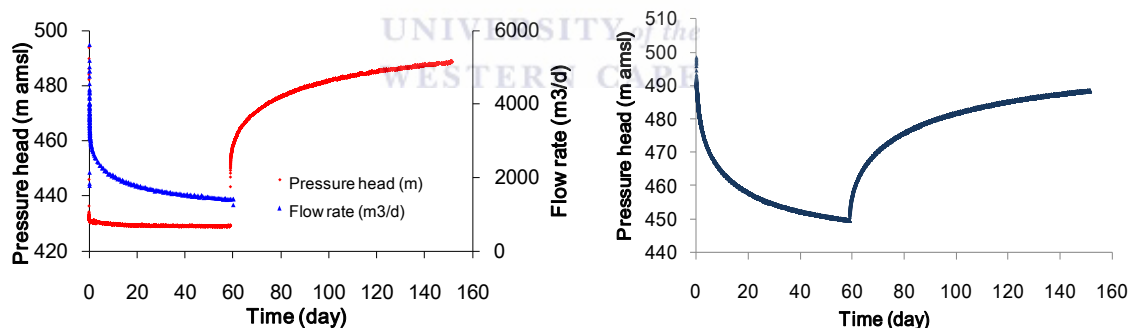 UNIVERSITY of the
WESTERN CAPE
500
480
460
440
420
6000
4000
2000
0
0 20 40 60 80 100 120 140 160
Pressure head (m amsl)
Flow rate (m3/d)
Time (day)
Pressure head (m)
Flow rate (m3/d)
510
500
490
480
470
460
450
440
0 20 40 60 80 100 120 140 160
Pressure head (m amsl)
Time (day)